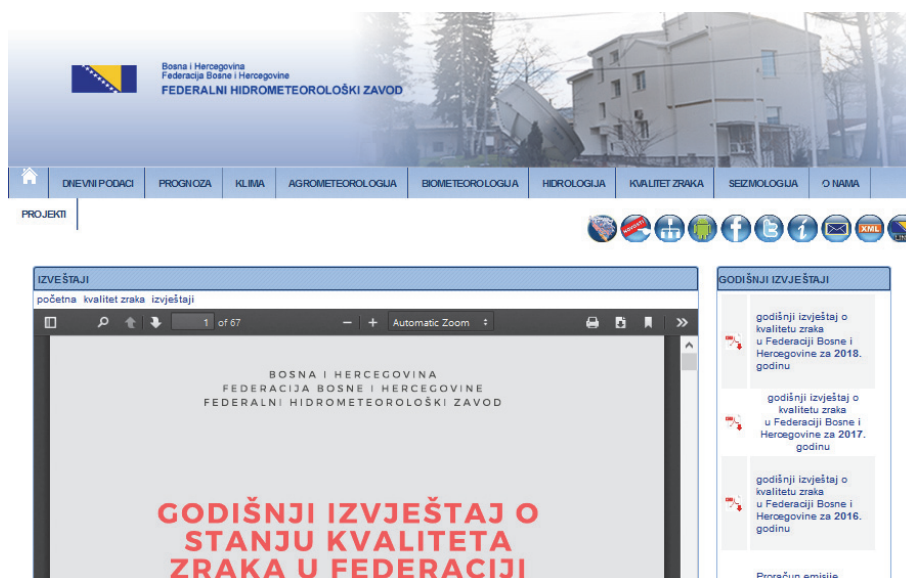 Bosna i Hercegovina
Federacija Bosne i Hercegovine
FEDERALNI HIDROMETEOROLOŠKI ZAVOD
DNEVNI PODACI PROGNOZA KLIMA AGROMETEOROLOGIJA BIOMETEOROLOGIJA HIDROLOGIJA KVALITET ZRAKA SEIZMOLOGIJA O NAMA
PROJEKTI
XML
IZVEŠTAJI
početna kvalitet zraka izvještaji
1 of 67
Automatic Zoom
BOSNA I HERCEGOVINA
FEDERACIJA BOSNE I HERCEGOVINE
FEDERALNI HIDROMETEOROLOŠKI ZAVOD
GODIŠNJI IZVJEŠTAJ O
STANJU KVALITETA
ZRAKA U FEDERACIJI
GODIŠNJI IZVJEŠTAJI
godišnji izvještaj o
kvalitetu zraka
u Federaciji Bosne i
Hercegovine za 2018.
godinu
godišnji izvještaj o
kvalitetu zraka
u Federaciji Bosne i
Hercegovine za 2017.
godinu
godišnji izvještaj o
kvalitetu zraka
u Federaciji Bosne i
Hercegovine za 2016.
godinu
Proračun emisije